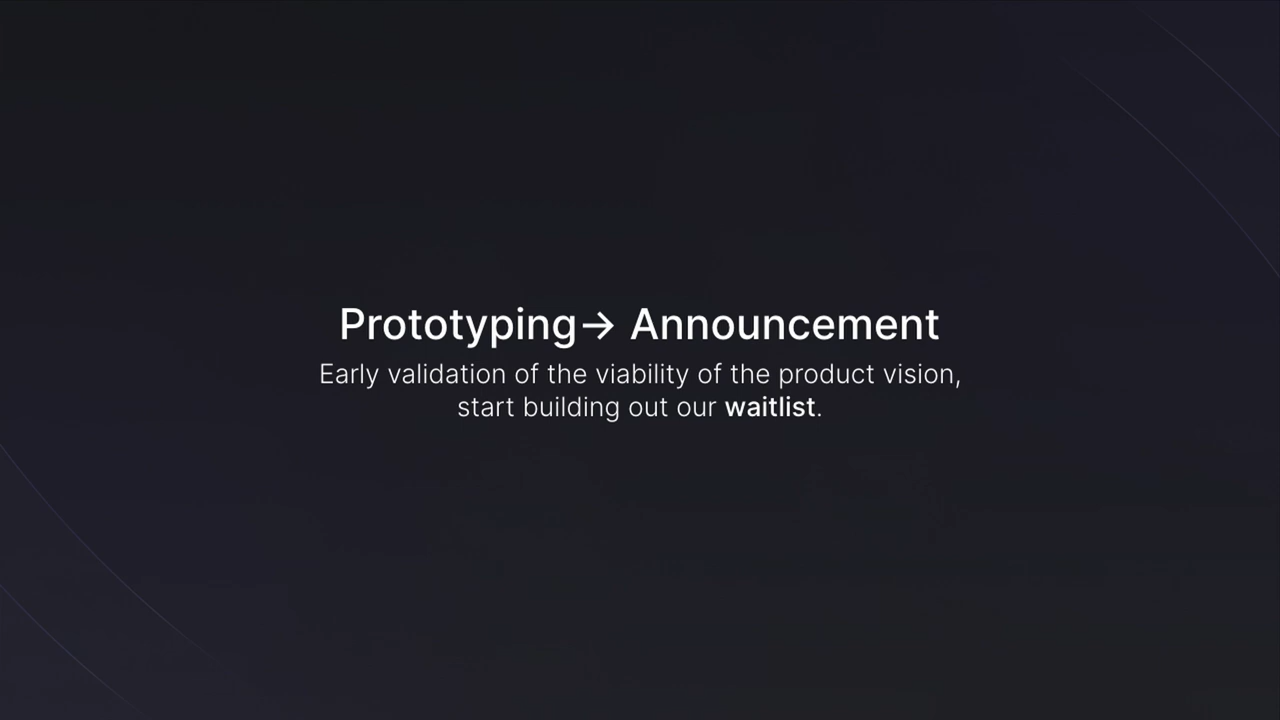 Prototyping→ Announcement
Early validation of the viability of the product vision,
start building out our waitlist.